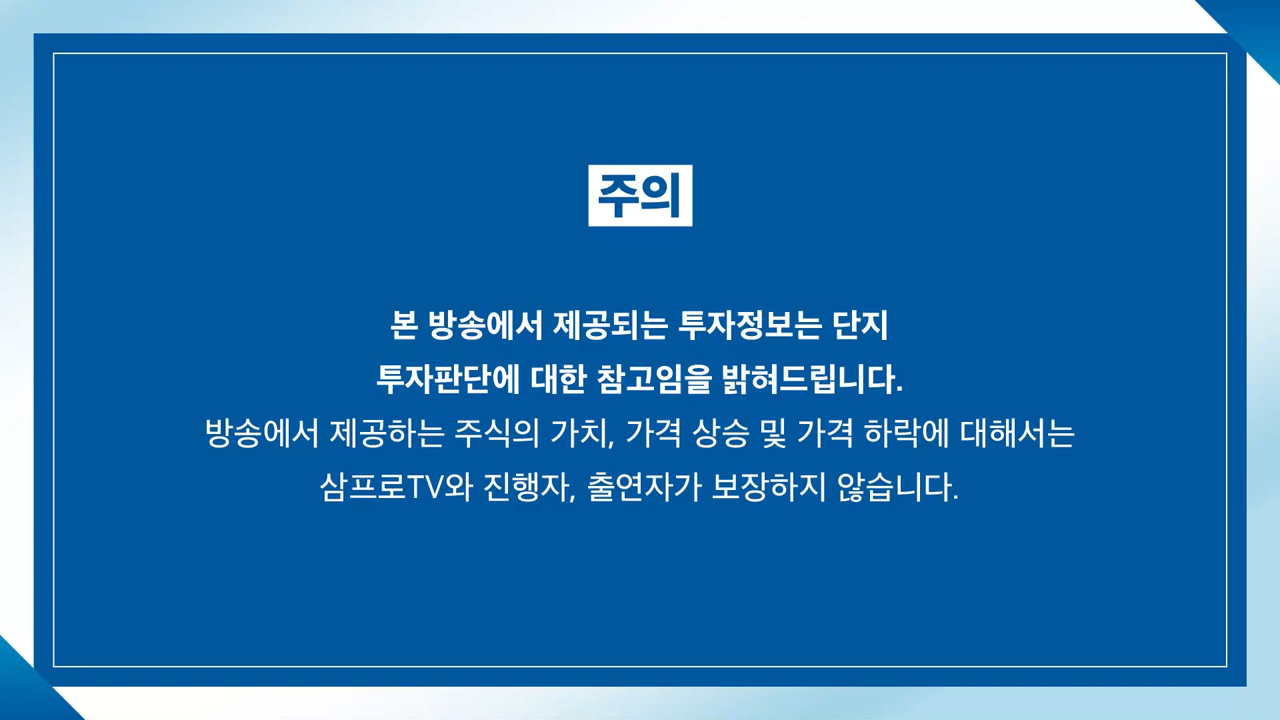 주의
본 방송에서 제공되는 투자정보는 단지
투자판단에 대한 참고임을 밝혀드립니다.
방송에서 제공하는 주식의 가치, 가격 상승 및 가격 하락에 대해서는
삼프로TV와 진행자, 출연자가 보장하지 않습니다.